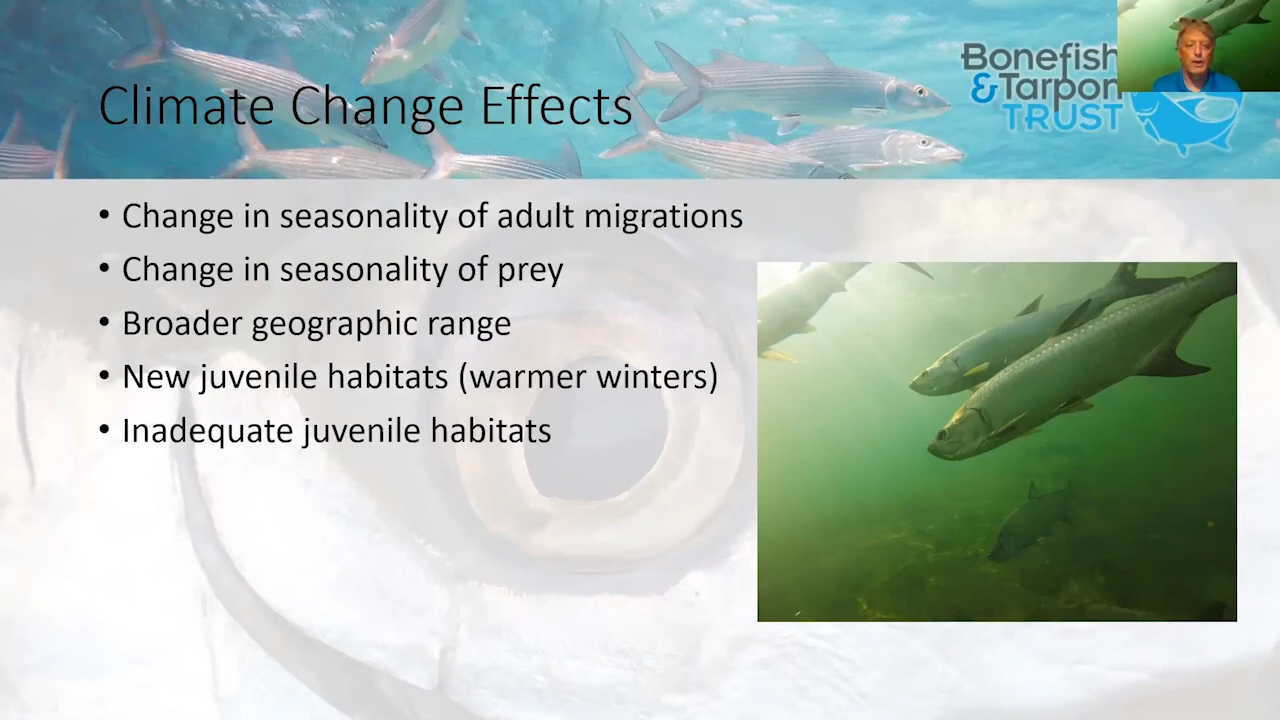 Climate Change Effects
Bonefish
& Tarpon
TRUST
• Change in seasonality of adult migrations
• Change in seasonality of prey
• Broader geographic range
• New juvenile habitats (warmer winters)
• Inadequate juvenile habitats